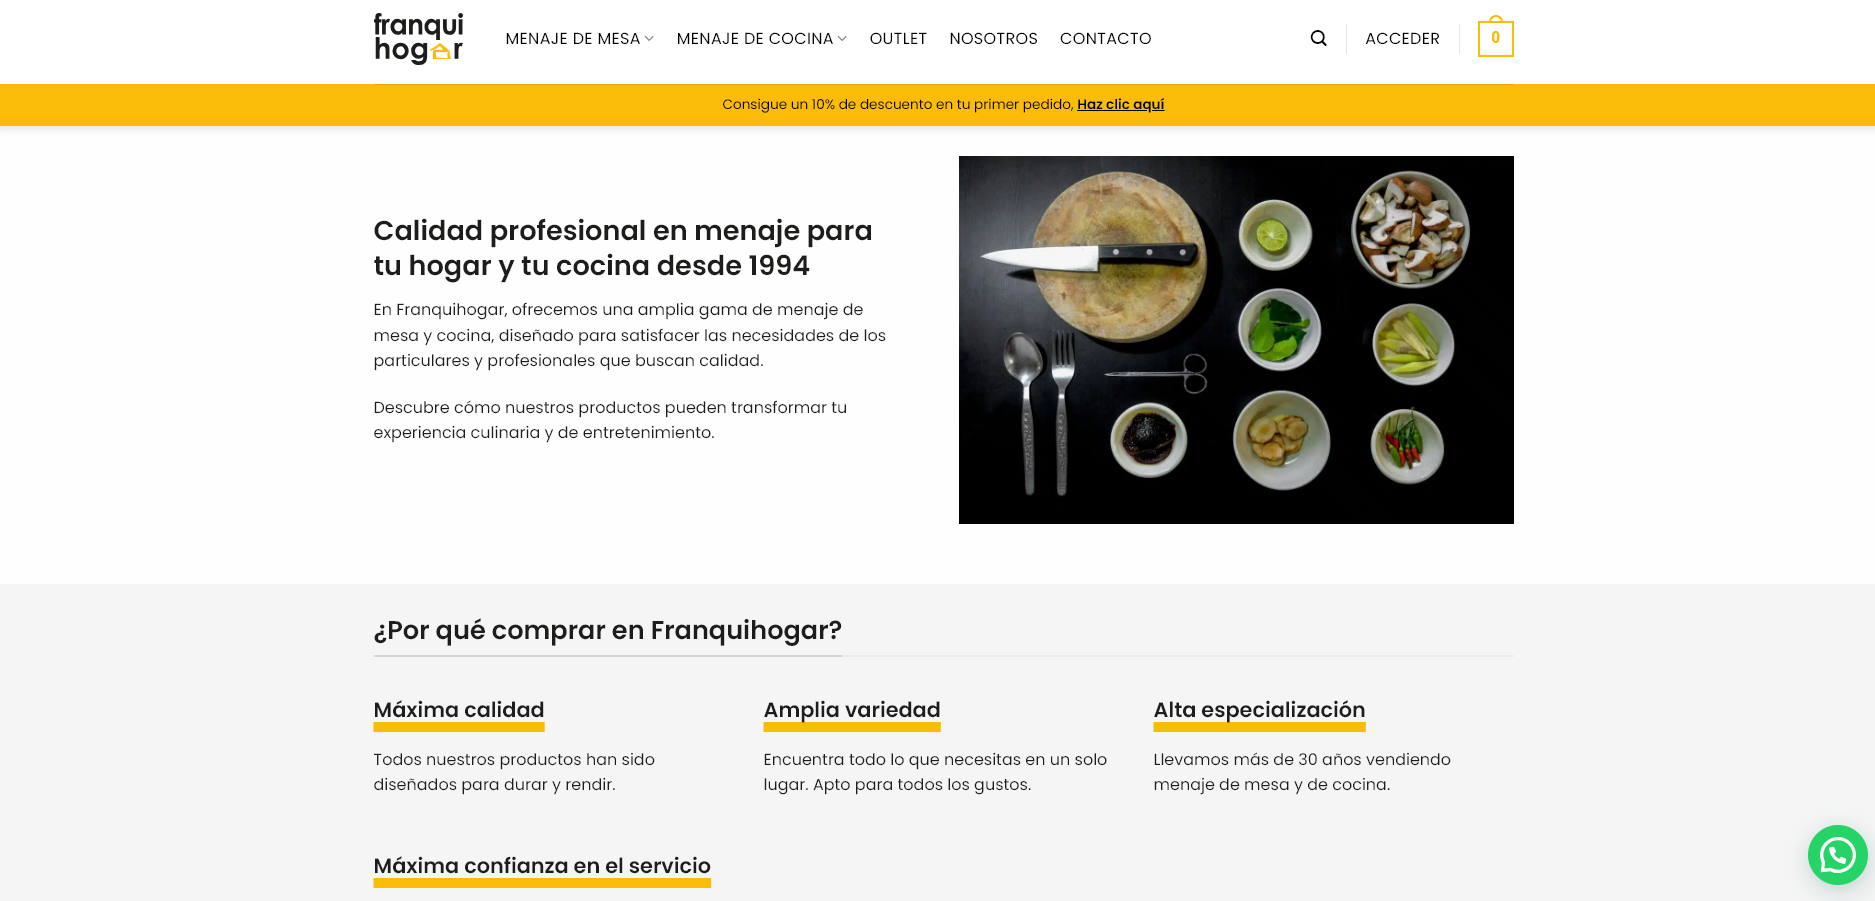 franqui
hogar
MENAJE DE MESA
MENAJE DE COCINA
OUTLET
NOSOTROS
CONTACTO
ACCEDER
0
Consigue un 10% de descuento en tu primer pedido, Haz clic aquí
Calidad profesional en menaje para
tu hogar y tu cocina desde 1994
En Franquihogar, ofrecemos una amplia gama de menaje de
mesa y cocina, diseñado para satisfacer las necesidades de los
particulares y profesionales que buscan calidad.
Descubre cómo nuestros productos pueden transformar tu
experiencia culinaria y de entretenimiento.
¿Por qué comprar en Franquihogar?
Máxima calidad
Todos nuestros productos han sido
diseñados para durar y rendir.
Amplia variedad
Encuentra todo lo que necesitas en un solo
lugar. Apto para todos los gustos.
Alta especialización
Llevamos más de 30 años vendiendo
menaje de mesa y de cocina.
Máxima confianza en el servicio